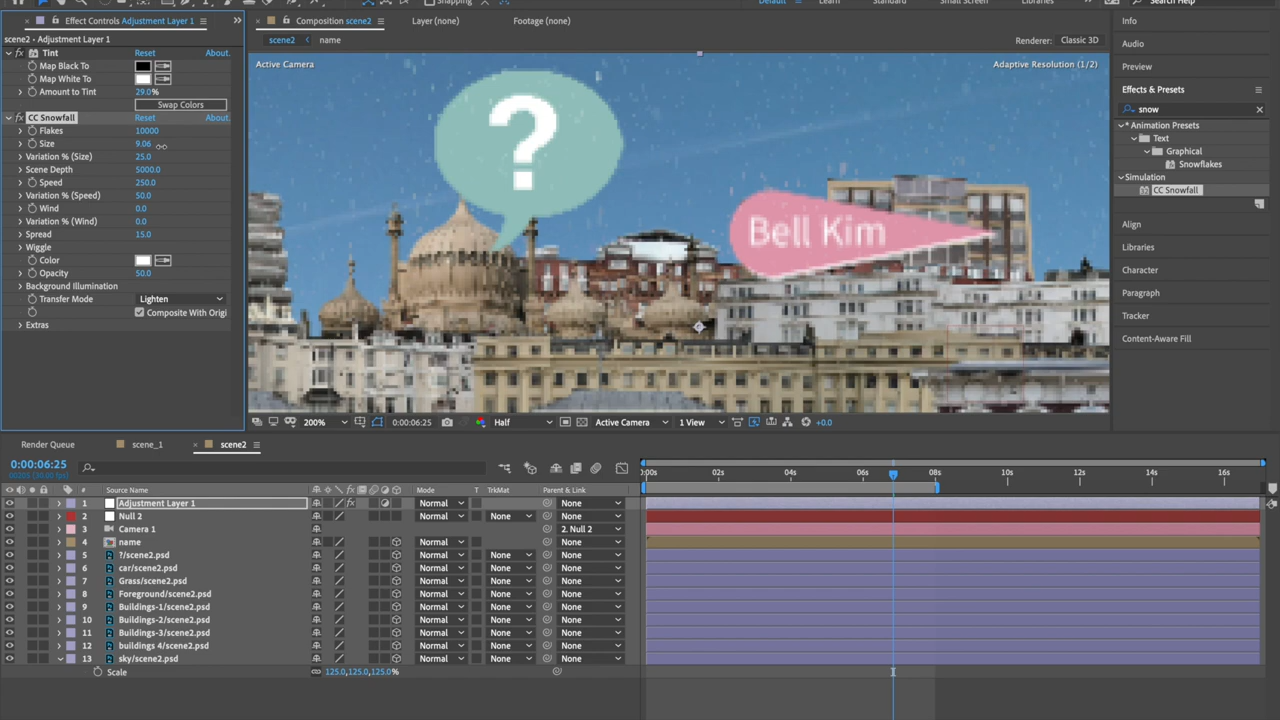 Snapping
Default
Learn
Standard
Small Screen
Search Help
Effect Controls Adjustment Layer 1
Composition scene2
Layer (none)
Footage (none)
scene2 • Adjustment Layer 1
scene2
name
Renderer: Classic 3D
Tint Reset About.
Map Black To
Map White To
Amount to Tint 29.0%
Swap Colors
CC Snowfall Reset About.
Flakes 10000
Size 9.06
Variation % (Size) 25.0
Scene Depth 5000.0
Speed 250.0
Variation % (Speed) 50.0
Wind 0.0
Variation % (Wind) 0.0
Spread 15.0
Wiggle
Color
Opacity 50.0
Background Illumination
Transfer Mode Lighten
Composite With Origi
Extras
Active Camera
Adaptive Resolution (1/2)
?
Bell Kim
200%
0:00:06:25
Half
Active Camera
1 View
+0.0
Info
Audio
Preview
Effects & Presets
snow
* Animation Presets
Text
Graphical
Snowflakes
Simulation
CC Snowfall
Align
Libraries
Character
Paragraph
Tracker
Content-Aware Fill
Render Queue
scene_1
scene2
0:00:06:25
:00s 02s 04s 06s 08s 10s 12s 14s 16s
# Source Name Mode T TrkMat Parent & Link
1 Adjustment Layer 1 Normal None
2 Null 2 Normal None None
3 Camera 1 2. Null 2
4 name Normal None
5 ?/scene2.psd Normal None None
6 car/scene2.psd Normal None None
7 Grass/scene2.psd Normal None None
8 Foreground/scene2.psd Normal None None
9 Buildings-1/scene2.psd Normal None None
10 Buildings-2/scene2.psd Normal None None
11 Buildings-3/scene2.psd Normal None None
12 buildings 4/scene2.psd Normal None None
13 sky/scene2.psd Normal None None
Scale 125.0,125.0,125.0%